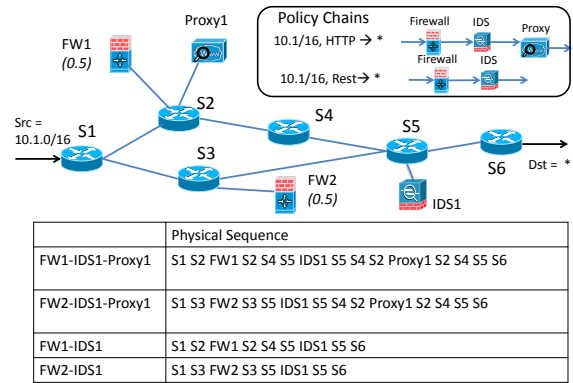 Proxy1
FW1
(0.5)
Policy Chains
Firewall
IDS
Proxy
10.1/16, HTTP → *
Firewall
IDS
10.1/16, Rest→ *
Src =
10.1.0/16
S1
S2
S4
S5
S3
S6
FW2
(0.5)
IDS1
Dst = *
Physical Sequence
FW1-IDS1-Proxy1 S1 S2 FW1 S2 S4 S5 IDS1 S5 S4 S2 Proxy1 S2 S4 S5 S6
FW2-IDS1-Proxy1 S1 S3 FW2 S3 S5 IDS1 S5 S4 S2 Proxy1 S2 S4 S5 S6
FW1-IDS1 S1 S2 FW1 S2 S4 S5 IDS1 S5 S6
FW2-IDS1 S1 S3 FW2 S3 S5 IDS1 S5 S6